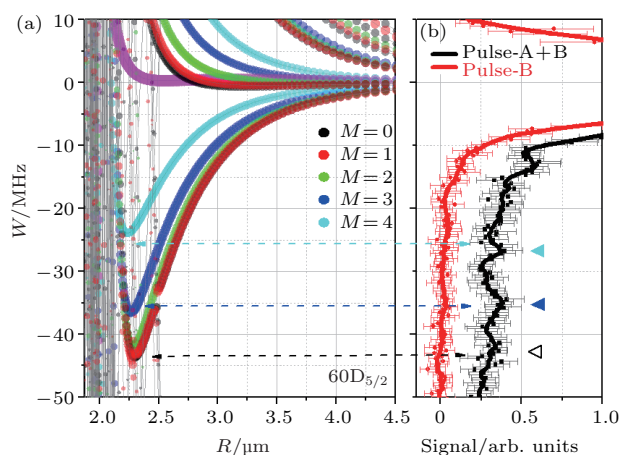 (a)
(b)
10
0
−10
−20
−30
−40
−50
W/MHz
M=0
M=1
M=2
M=3
M=4
60D5/2
2.0
2.5
3.0
3.5
4.0
4.5
R/μm
Pulse-A+B
Pulse-B
0
0.5
1.0
Signal/arb. units